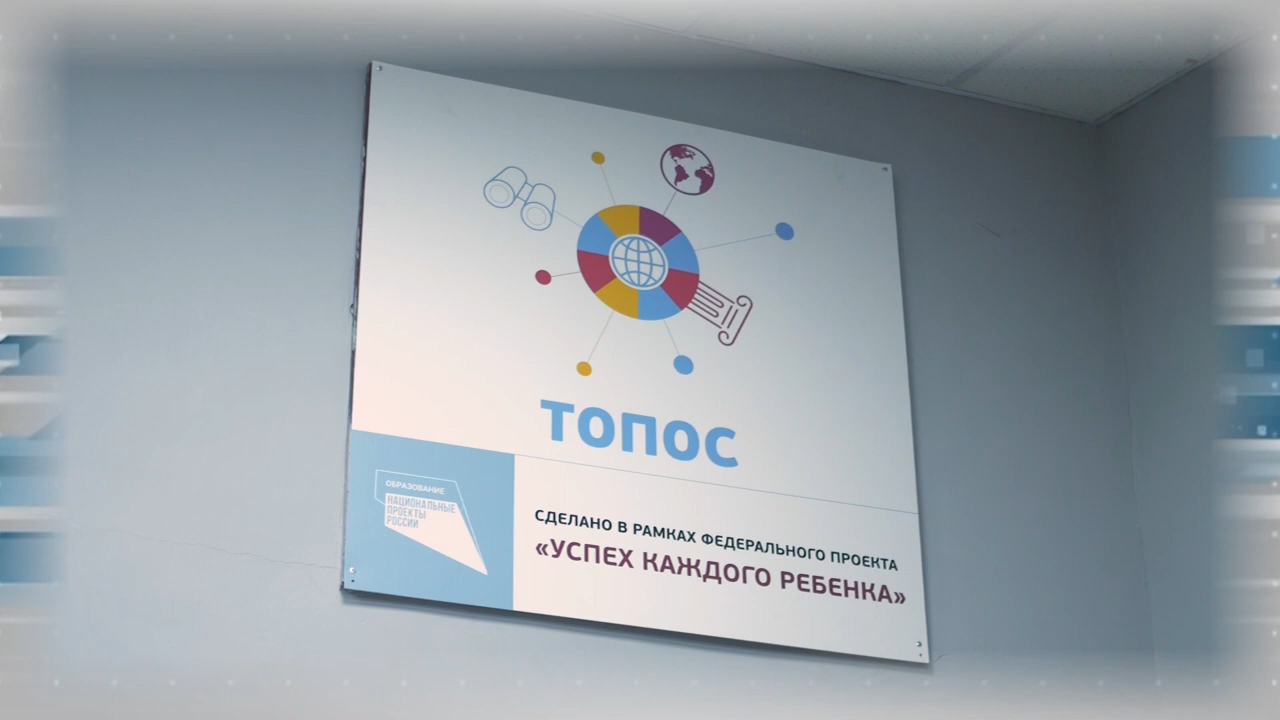 ТОПОС
ОБРАЗОВАНИЕ
НАЦИОНАЛЬНЫЕ
ПРОЕКТЫ
РОССИИ
СДЕЛАНО В РАМКАХ ФЕДЕРАЛЬНОГО ПРОЕКТА
«УСПЕХ КАЖДОГО РЕБЕНКА»